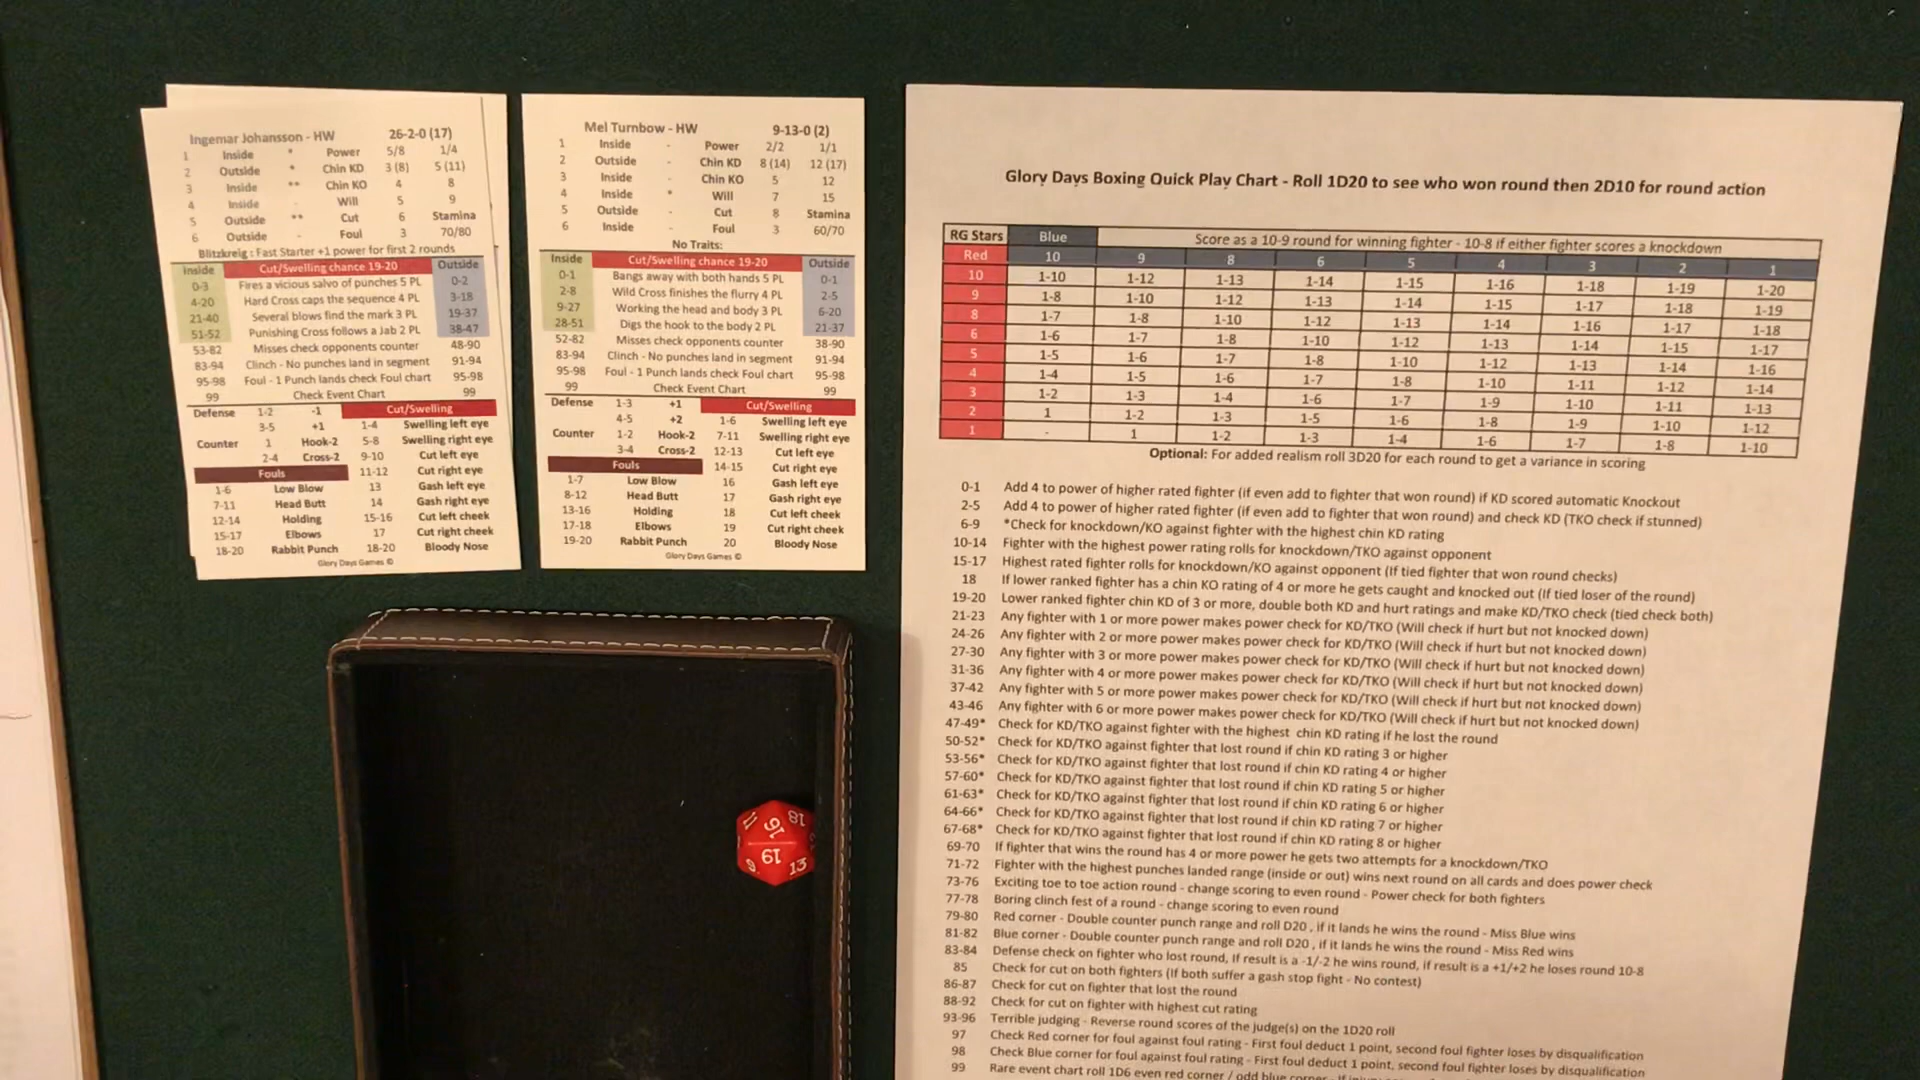 Ingemar Johansson - HW 26-2-0 (17)
1 Inside * Power 5/8 1/4
2 Outside * Chin KD 3 (8) 5 (11)
3 Inside ** Chin KO 4 8
4 Inside - Will 5 9
5 Outside ** Cut 6 Stamina
6 Outside - Foul 3 70/80
Blitzkreig : Fast Starter +1 power for first 2 rounds
Inside Cut/Swelling chance 19-20 Outside
0-3 Fires a vicious salvo of punches 5 PL 0-2
4-20 Hard Cross caps the sequence 4 PL 3-18
21-40 Several blows find the mark 3 PL 19-37
51-52 Punishing Cross follows a Jab 2 PL 38-47
53-82 Misses check opponents counter 48-90
83-94 Clinch - No punches land in segment 91-94
95-98 Foul - 1 Punch lands check Foul chart 95-98
99 Check Event Chart 99
Defense 1-2 -1 Cut/Swelling
3-5 +1 1-4 Swelling left eye
Counter 1 Hook-2 5-8 Swelling right eye
2-4 Cross-2 9-10 Cut left eye
Fouls 11-12 Cut right eye
1-6 Low Blow 13 Gash left eye
7-11 Head Butt 14 Gash right eye
12-14 Holding 15-16 Cut left cheek
15-17 Elbows 17 Cut right cheek
18-20 Rabbit Punch 18-20 Bloody Nose
Glory Days Games ©
Mel Turnbow - HW 9-13-0 (2)
1 Inside - Power 2/2 1/1
2 Outside - Chin KD 8 (14) 12 (17)
3 Inside - Chin KO 5 12
4 Inside * Will 7 15
5 Outside - Cut 8 Stamina
6 Inside - Foul 3 60/70
No Traits:
Inside Cut/Swelling chance 19-20 Outside
0-1 Bangs away with both hands 5 PL 0-1
2-8 Wild Cross finishes the flurry 4 PL 2-5
9-27 Working the head and body 3 PL 6-20
28-51 Digs the hook to the body 2 PL 21-37
52-82 Misses check opponents counter 38-90
83-94 Clinch - No punches land in segment 91-94
95-98 Foul - 1 Punch lands check Foul chart 95-98
99 Check Event Chart 99
Defense 1-3 +1 Cut/Swelling
4-5 +2 1-6 Swelling left eye
Counter 1-2 Hook-2 7-11 Swelling right eye
3-4 Cross-2 12-13 Cut left eye
Fouls 14-15 Cut right eye
1-7 Low Blow 16 Gash left eye
8-12 Head Butt 17 Gash right eye
13-16 Holding 18 Cut left cheek
17-18 Elbows 19 Cut right cheek
19-20 Rabbit Punch 20 Bloody Nose
Glory Days Games ©
11 16 18
19
9 13
Glory Days Boxing Quick Play Chart - Roll 1D20 to see who won round then 2D10 for round action
RG Stars Blue Score as a 10-9 round for winning fighter - 10-8 if either fighter scores a knockdown
Red 10 9 8 6 5 4 3 2 1
10 1-10 1-12 1-13 1-14 1-15 1-16 1-18 1-19 1-20
9 1-8 1-10 1-12 1-13 1-14 1-15 1-17 1-18 1-19
8 1-7 1-8 1-10 1-12 1-13 1-14 1-16 1-17 1-18
6 1-6 1-7 1-8 1-10 1-12 1-13 1-14 1-15 1-17
5 1-5 1-6 1-7 1-8 1-10 1-12 1-13 1-14 1-16
4 1-4 1-5 1-6 1-7 1-8 1-10 1-11 1-12 1-14
3 1-2 1-3 1-4 1-6 1-7 1-9 1-10 1-11 1-13
2 1 1-2 1-3 1-5 1-6 1-8 1-9 1-10 1-12
1 - 1 1-2 1-3 1-4 1-6 1-7 1-8 1-10
Optional: For added realism roll 3D20 for each round to get a variance in scoring
0-1 Add 4 to power of higher rated fighter (if even add to fighter that won round) if KD scored automatic Knockout
2-5 Add 4 to power of higher rated fighter (if even add to fighter that won round) and check KD (TKO check if stunned)
6-9 *Check for knockdown/KO against fighter with the highest chin KD rating
10-14 Fighter with the highest power rating rolls for knockdown/TKO against opponent
15-17 Highest rated fighter rolls for knockdown/KO against opponent (If tied fighter that won round checks)
18 If lower ranked fighter has a chin KO rating of 4 or more he gets caught and knocked out (If tied loser of the round)
19-20 Lower ranked fighter chin KD of 3 or more, double both KD and hurt ratings and make KD/TKO check (tied check both)
21-23 Any fighter with 1 or more power makes power check for KD/TKO (Will check if hurt but not knocked down)
24-26 Any fighter with 2 or more power makes power check for KD/TKO (Will check if hurt but not knocked down)
27-30 Any fighter with 3 or more power makes power check for KD/TKO (Will check if hurt but not knocked down)
31-36 Any fighter with 4 or more power makes power check for KD/TKO (Will check if hurt but not knocked down)
37-42 Any fighter with 5 or more power makes power check for KD/TKO (Will check if hurt but not knocked down)
43-46 Any fighter with 6 or more power makes power check for KD/TKO (Will check if hurt but not knocked down)
47-49* Check for KD/TKO against fighter with the highest chin KD rating if he lost the round
50-52* Check for KD/TKO against fighter that lost round if chin KD rating 3 or higher
53-56* Check for KD/TKO against fighter that lost round if chin KD rating 4 or higher
57-60* Check for KD/TKO against fighter that lost round if chin KD rating 5 or higher
61-63* Check for KD/TKO against fighter that lost round if chin KD rating 6 or higher
64-66* Check for KD/TKO against fighter that lost round if chin KD rating 7 or higher
67-68* Check for KD/TKO against fighter that lost round if chin KD rating 8 or higher
69-70 If fighter that wins the round has 4 or more power he gets two attempts for a knockdown/TKO
71-72 Fighter with the highest punches landed range (inside or out) wins next round on all cards and does power check
73-76 Exciting toe to toe action round - change scoring to even round - Power check for both fighters
77-78 Boring clinch fest of a round - change scoring to even round
79-80 Red corner - Double counter punch range and roll D20 , if it lands he wins the round - Miss Blue wins
81-82 Blue corner - Double counter punch range and roll D20 , if it lands he wins the round - Miss Red wins
83-84 Defense check on fighter who lost round, If result is a -1/-2 he wins round, if result is a +1/+2 he loses round 10-8
85 Check for cut on both fighters (If both suffer a gash stop fight - No contest)
86-87 Check for cut on fighter that lost the round
88-92 Check for cut on fighter with highest cut rating
93-96 Terrible judging - Reverse round scores of the judge(s) on the 1D20 roll
97 Check Red corner for foul against foul rating - First foul deduct 1 point, second foul fighter loses by disqualification
98 Check Blue corner for foul against foul rating - First foul deduct 1 point, second foul fighter loses by disqualification
99 Rare event chart roll 1D6 even red corner / odd blue corner